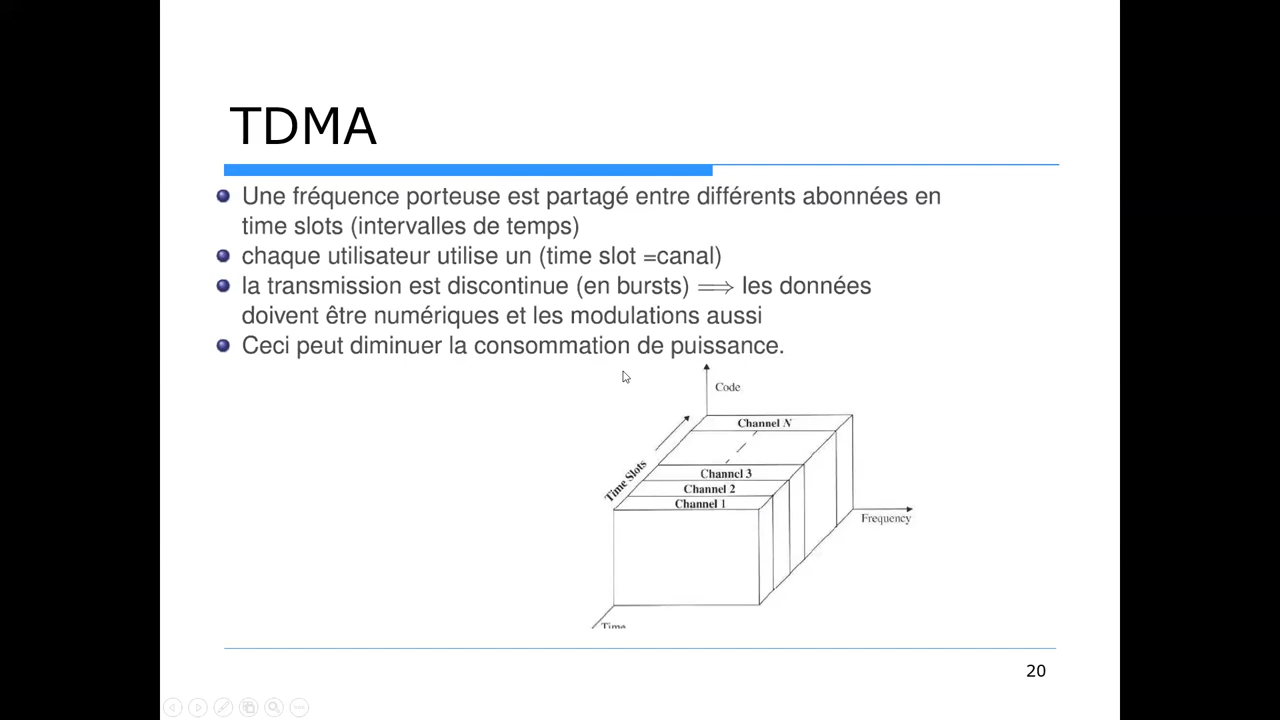 TDMA
Une fréquence porteuse est partagé entre différents abonnées en
time slots (intervalles de temps)
chaque utilisateur utilise un (time slot =canal)
la transmission est discontinue (en bursts) ⟹ les données
doivent être numériques et les modulations aussi
Ceci peut diminuer la consommation de puissance.
Code
Channel N
Time Slots
Channel 3
Channel 2
Channel 1
Frequency
Time
20